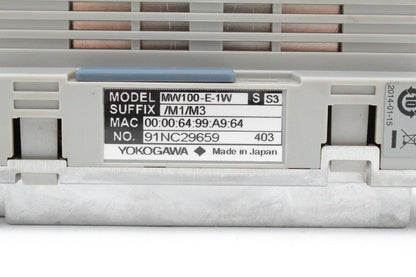 MODEL MW100-E-1W S S3
SUFFIX /M1/M3
MAC 00:00:64:99:A9:64
NO. 91NC29659 403
YOKOGAWA Made in Japan
2014-01-15